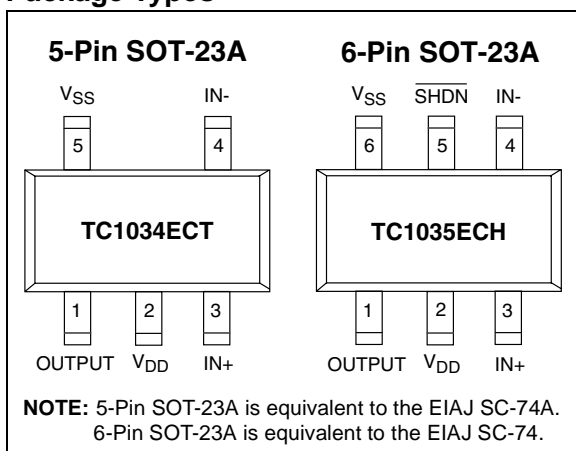 5-Pin SOT-23A
VSS IN-
5 4
TC1034ECT
1 2 3
OUTPUT VDD IN+
6-Pin SOT-23A
VSS SHDN IN-
6 5 4
TC1035ECH
1 2 3
OUTPUT VDD IN+
NOTE: 5-Pin SOT-23A is equivalent to the EIAJ SC-74A.
6-Pin SOT-23A is equivalent to the EIAJ SC-74.